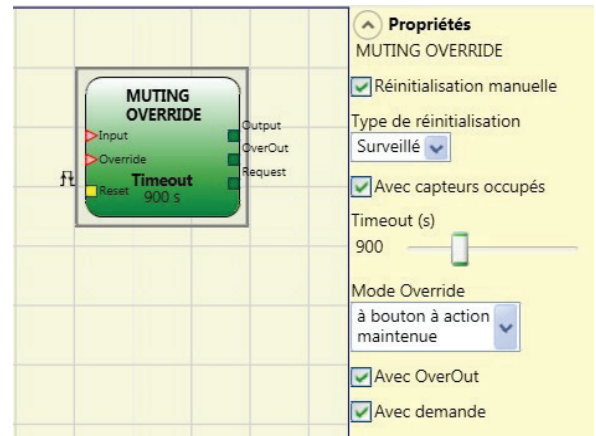 MUTING
OVERRIDE
Input
Override
Reset
Timeout
900 s
Output
OverOut
Request
Propriétés
MUTING OVERRIDE
Réinitialisation manuelle
Type de réinitialisation
Surveillé
Avec capteurs occupés
Timeout (s)
900
Mode Override
à bouton à action
maintenue
Avec OverOut
Avec demande